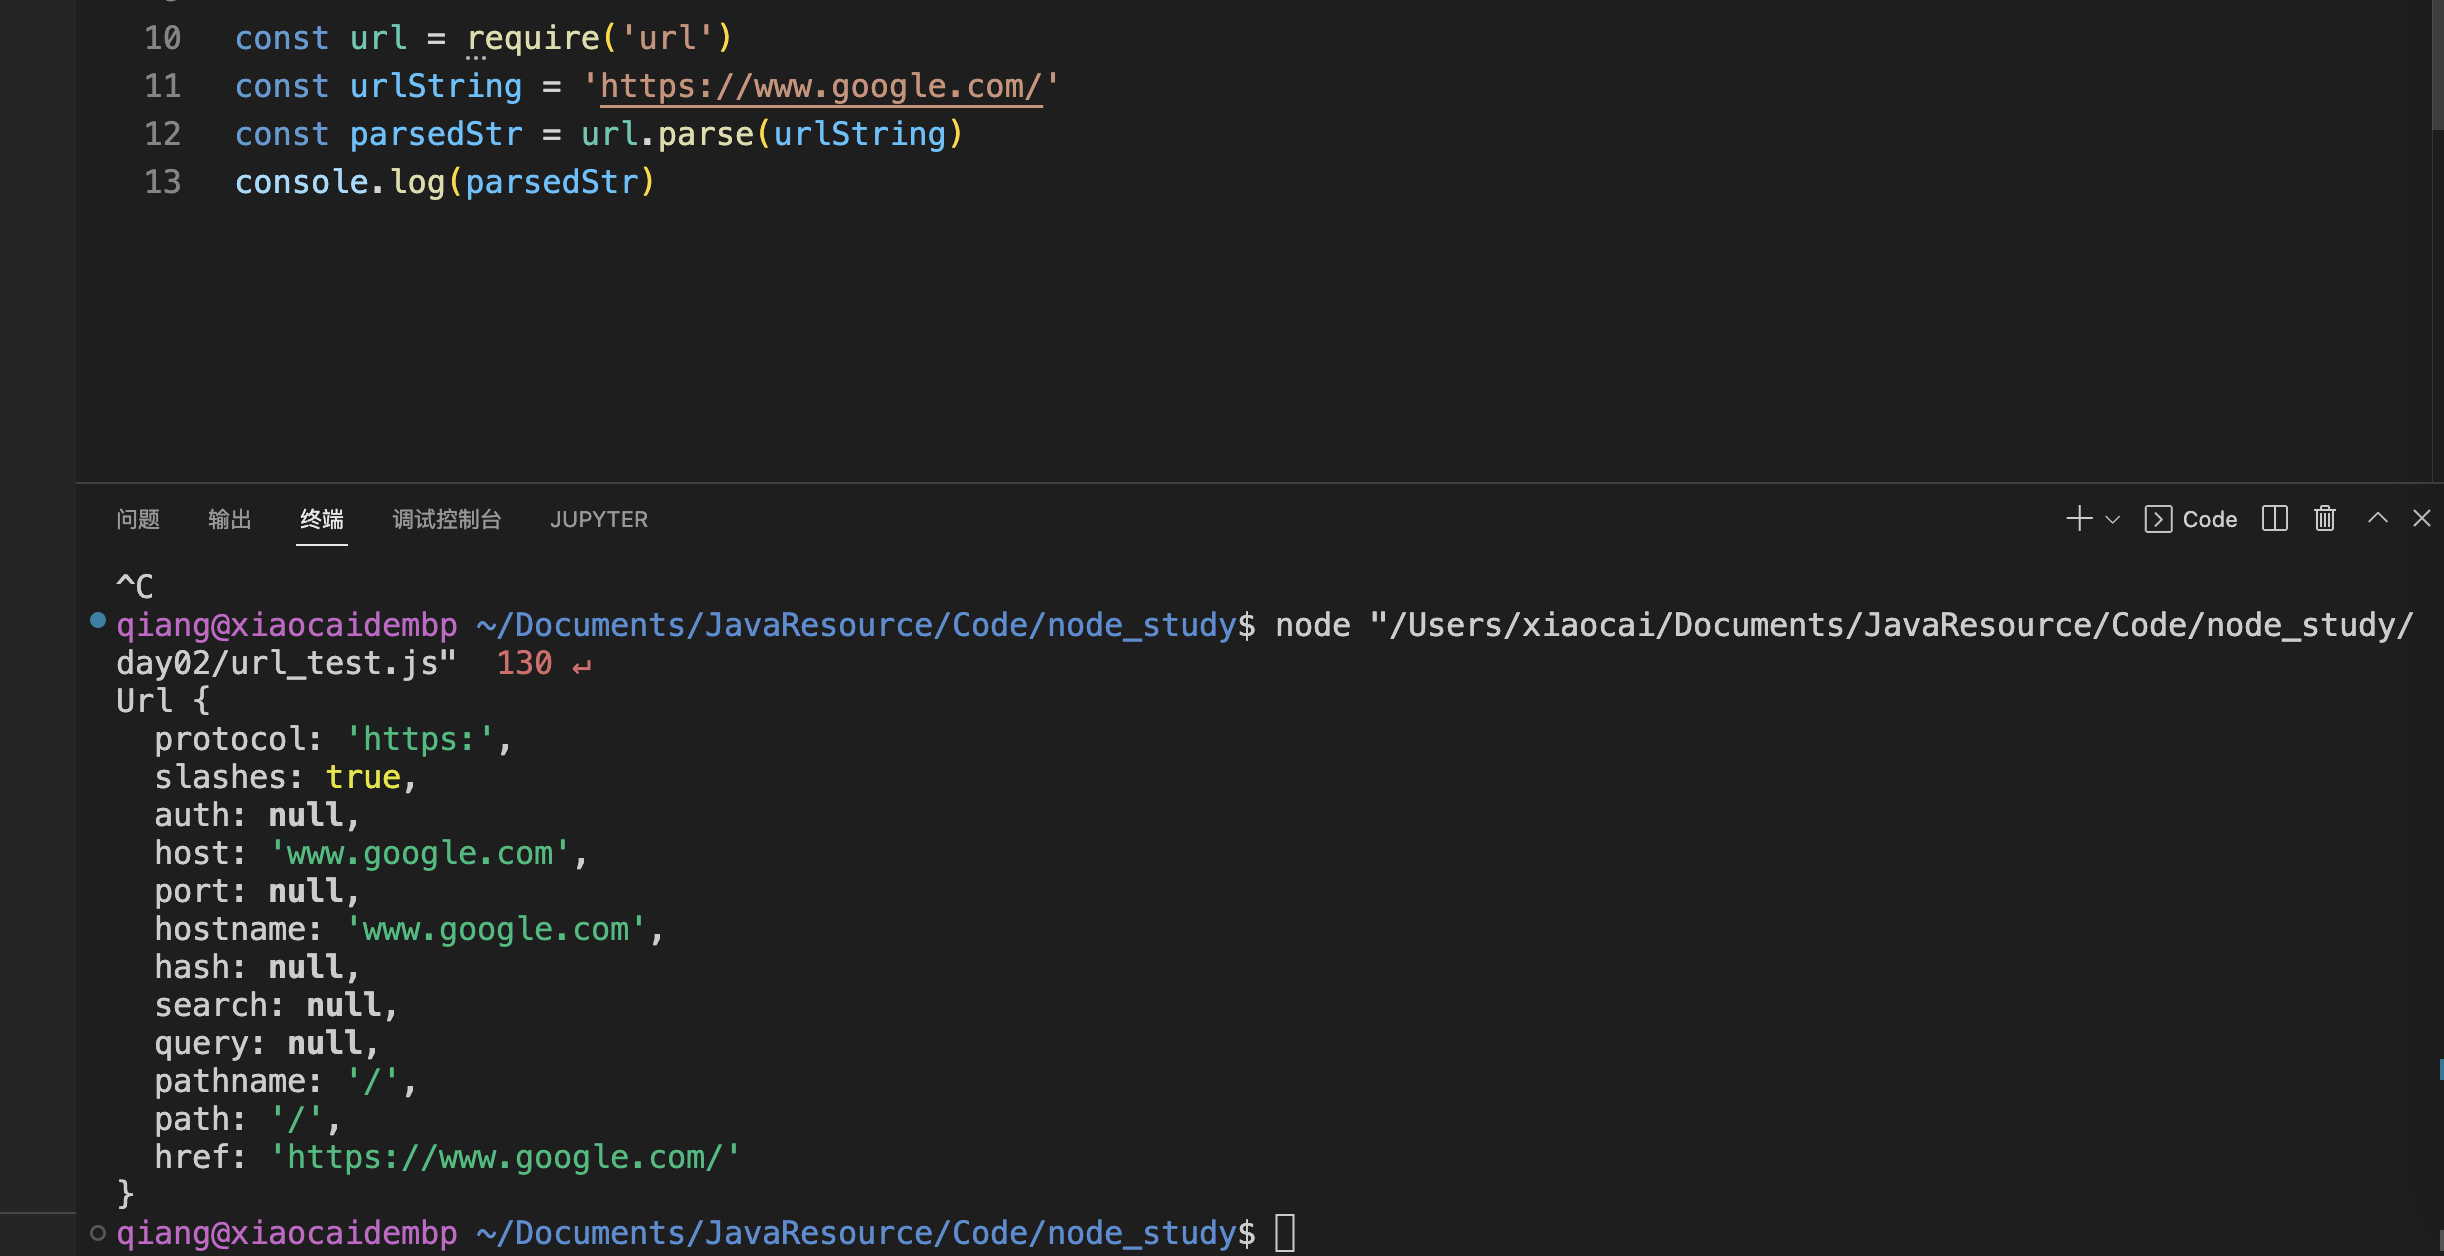 10 const url = require('url')
11 const urlString = 'https://www.google.com/'
12 const parsedStr = url.parse(urlString)
13 console.log(parsedStr)
问题 输出 终端 调试控制台 JUPYTER Code
^C
qiang@xiaocaidembp ~/Documents/JavaResource/Code/node_study$ node "/Users/xiaocai/Documents/JavaResource/Code/node_study/
day02/url_test.js" 130 ↵
Url {
  protocol: 'https:',
  slashes: true,
  auth: null,
  host: 'www.google.com',
  port: null,
  hostname: 'www.google.com',
  hash: null,
  search: null,
  query: null,
  pathname: '/',
  path: '/',
  href: 'https://www.google.com/'
}
qiang@xiaocaidembp ~/Documents/JavaResource/Code/node_study$